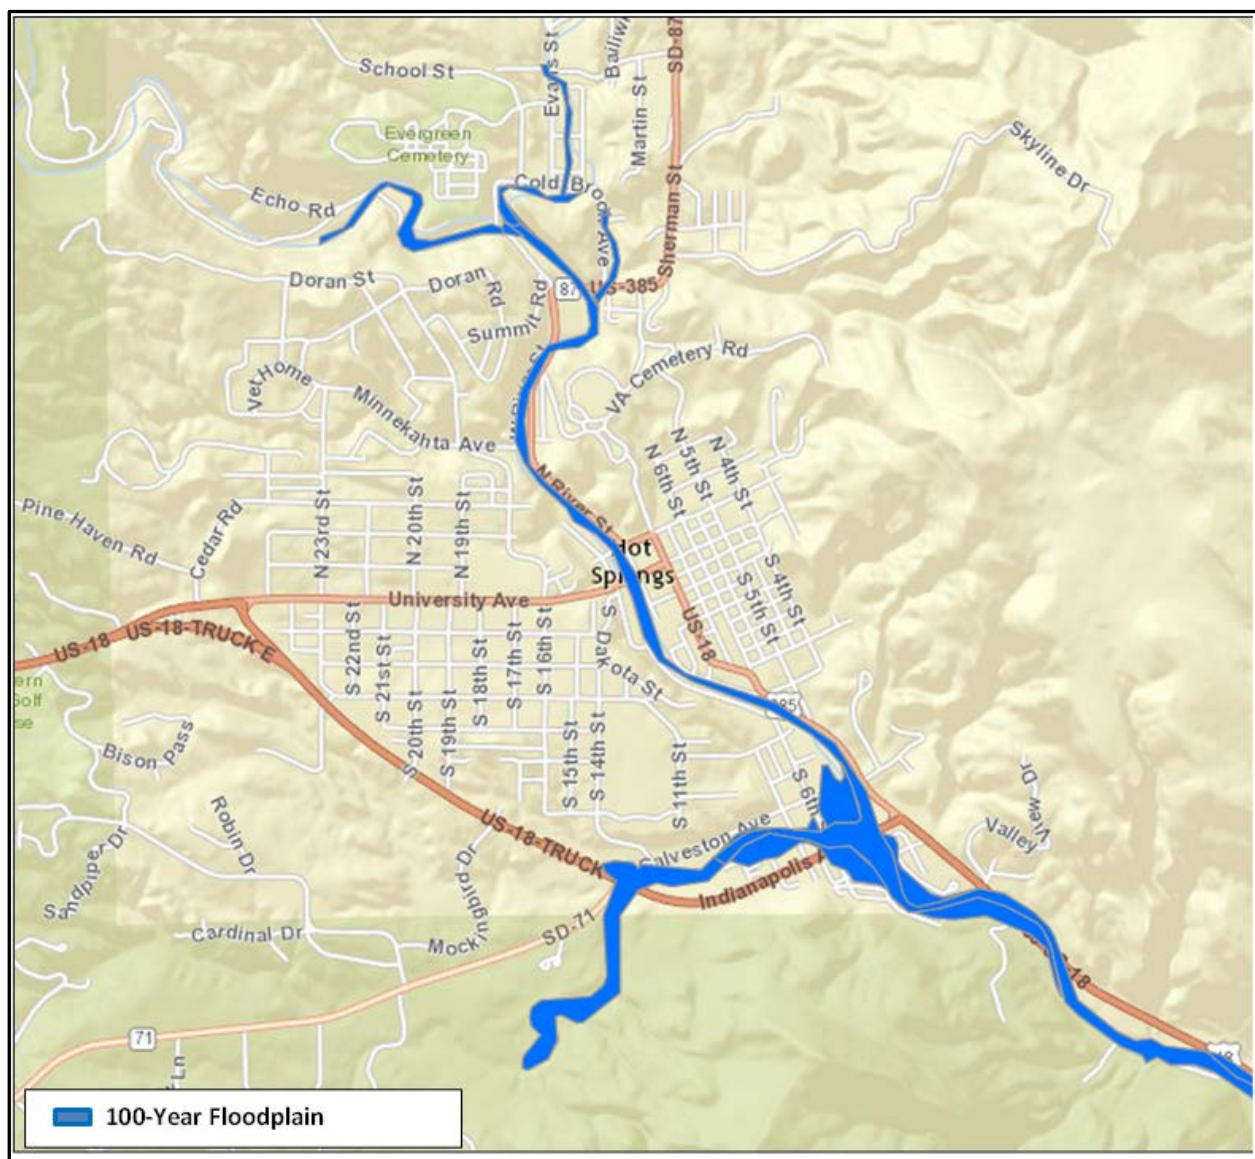 School St
Evans St
Martin St
SD-87
Skyline Dr
Evergreen
Cemetery
Cold Brook Ave
Echo Rd
Sherman St
Doran St
Doran
Rd
Summit Rd
87
US-385
VA Cemetery Rd
Vet Home
Minnekahta Ave
N River St
N 6th St
N 5th St
N 4th St
Pine Haven Rd
Cedar Rd
N 23rd St
N 20th St
N 19th St
Hot
Springs
S 4th St
S 5th St
University Ave
US-18
US-18-TRUCK E
US-18
S Dakota St
S 22nd St
S 21st St
S 20th St
S 19th St
S 18th St
S 17th St
S 16th St
S 15th St
S 14th St
S 11th St
S 6th
385
ern
Golf
se
Bison Pass
Robin Dr
Sandpiper Dr
US-18-TRUCK
Galveston Ave
Indianapolis A
Valley
View Dr
Mockingbird Dr
Cardinal Dr
SD-71
71
Ln
18
100-Year Floodplain